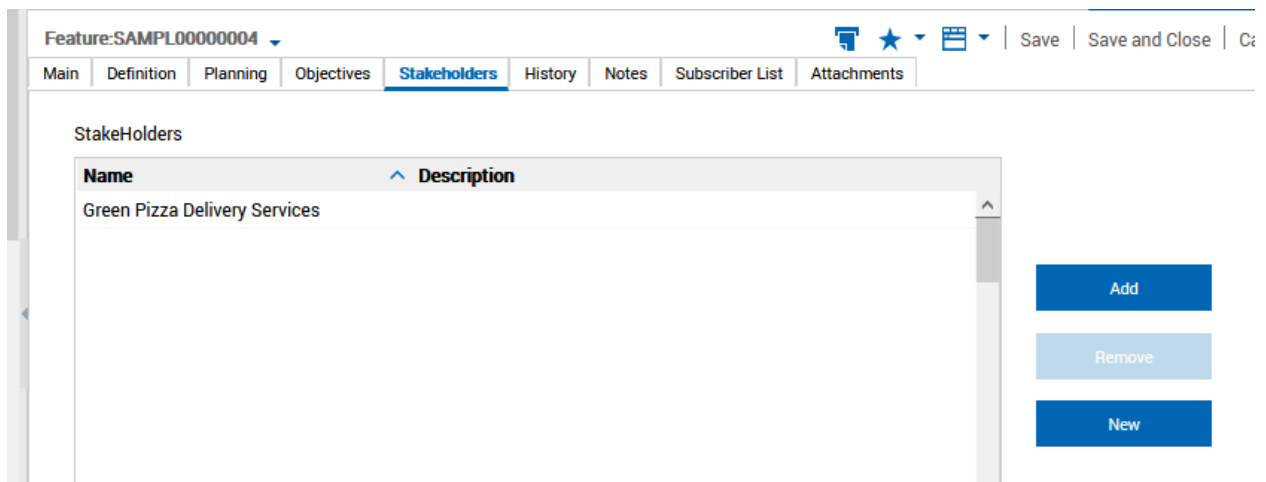 Feature:SAMPL00000004
Save | Save and Close |
Main Definition Planning Objectives Stakeholders History Notes Subscriber List Attachments
StakeHolders
Name Description
Green Pizza Delivery Services
Add
Remove
New